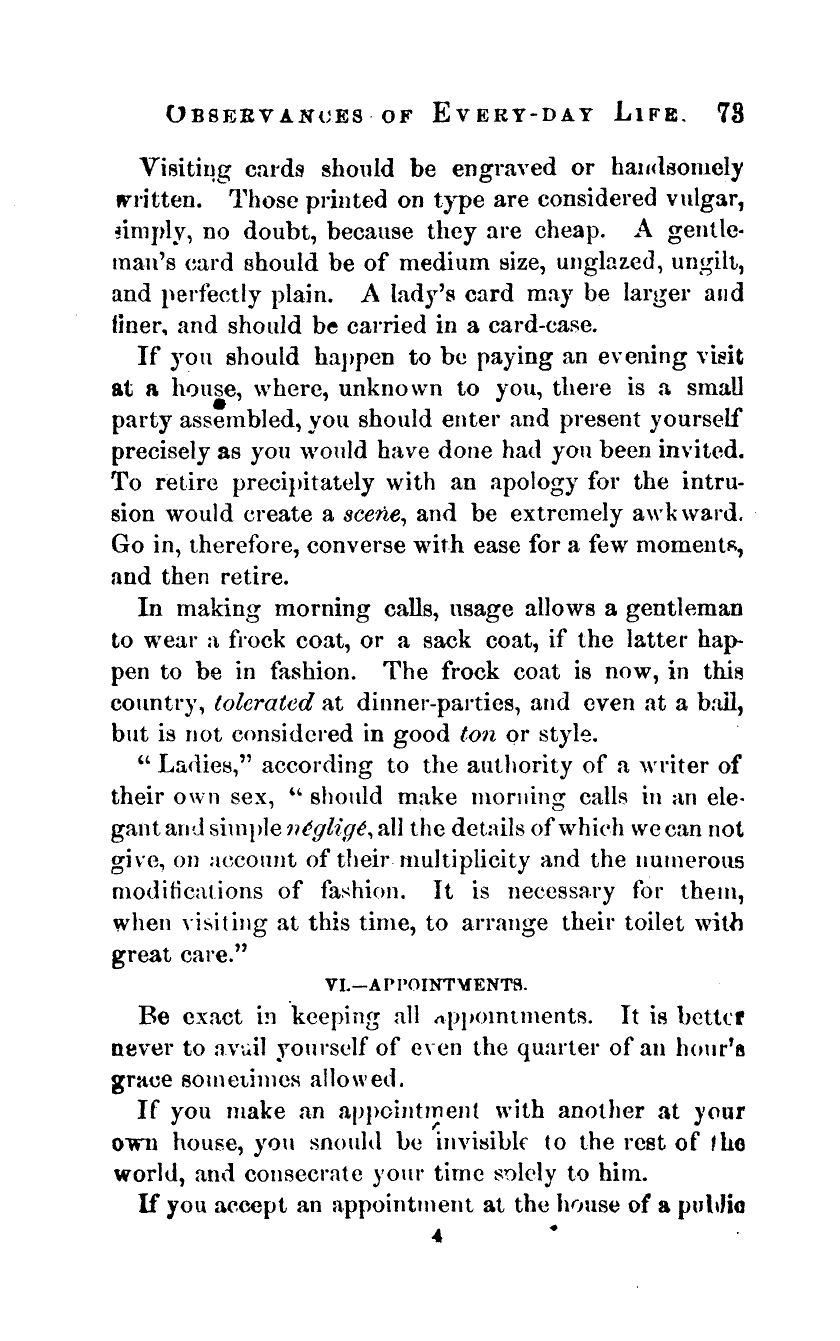 OBSERVANCES OF EVERY-DAY LIFE. 73
Visiting cards should be engraved or handsomely
written. Those printed on type are considered vulgar,
simply, no doubt, because they are cheap. A gentle-
man's card should be of medium size, unglazed, ungilt,
and perfectly plain. A lady's card may be larger and
finer, and should be carried in a card-case.
If you should happen to be paying an evening visit
at a house, where, unknown to you, there is a small
party assembled, you should enter and present yourself
precisely as you would have done had you been invited.
To retire precipitately with an apology for the intru-
sion would create a scene, and be extremely awkward.
Go in, therefore, converse with ease for a few moments,
and then retire.
In making morning calls, usage allows a gentleman
to wear a frock coat, or a sack coat, if the latter hap-
pen to be in fashion. The frock coat is now, in this
country, tolerated at dinner-parties, and even at a ball,
but is not considered in good ton or style.
“Ladies,” according to the authority of a writer of
their own sex, “should make morning calls in an ele-
gant and simple négligé, all the details of which we can not
give, on account of their multiplicity and the numerous
modifications of fashion. It is necessary for them,
when visiting at this time, to arrange their toilet with
great care.”
VI.—APPOINTMENTS.
Be exact in keeping all appointments. It is better
never to avail yourself of even the quarter of an hour's
grace sometimes allowed.
If you make an appointment with another at your
own house, you should be invisible to the rest of the
world, and consecrate your time solely to him.
If you accept an appointment at the house of a public
4